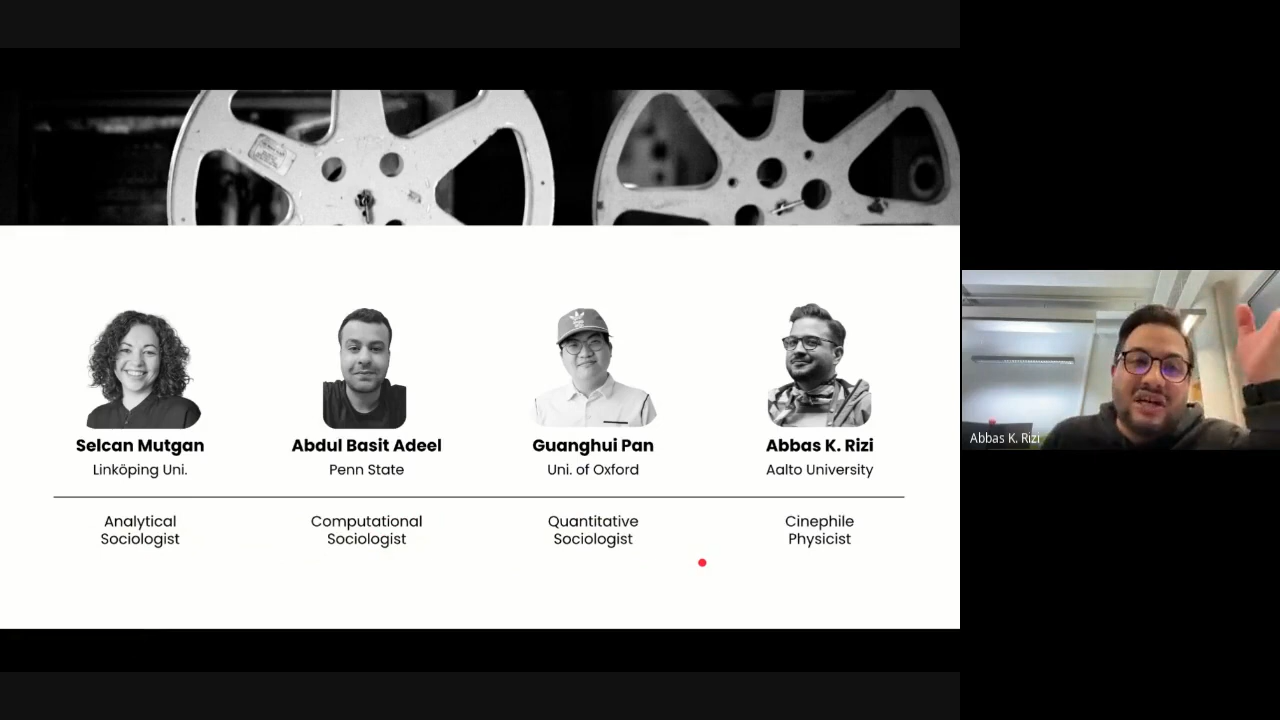 Selcan Mutgan
Linköping Uni.
Analytical
Sociologist
Abdul Basit Adeel
Penn State
Computational
Sociologist
Guanghui Pan
Uni. of Oxford
Quantitative
Sociologist
Abbas K. Rizi
Aalto University
Cinephile
Physicist
Abbas K. Rizi